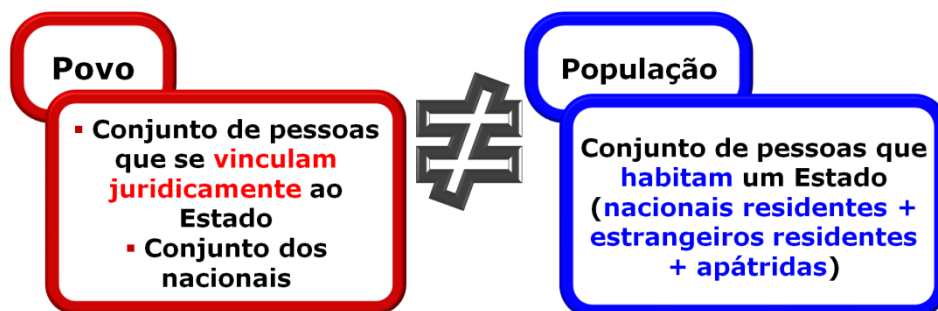 Povo
▪ Conjunto de pessoas
que se vinculam
juridicamente ao
Estado
▪ Conjunto dos
nacionais
≠
População
Conjunto de pessoas que
habitam um Estado
(nacionais residentes +
estrangeiros residentes
+ apátridas)